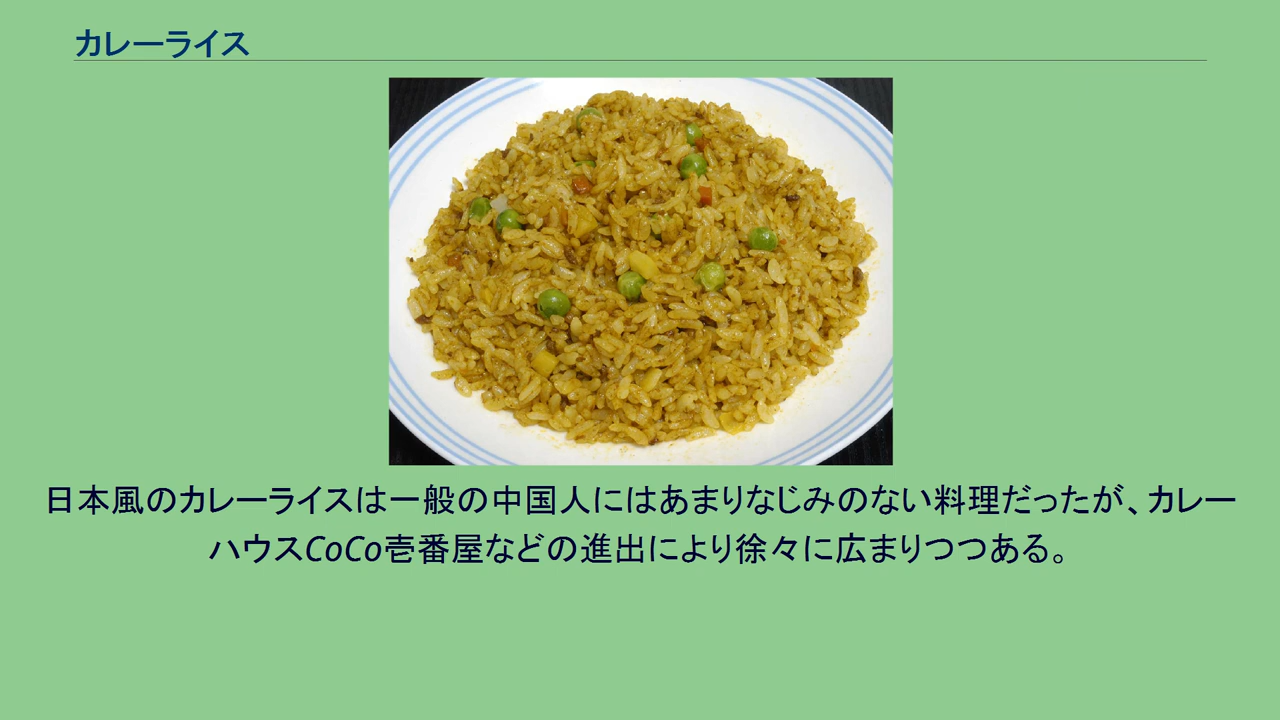 カレーライス
日本風のカレーライスは一般の中国人にはあまりなじみのない料理だったが、カレー
ハウスCoCo壱番屋などの進出により徐々に広まりつつある。